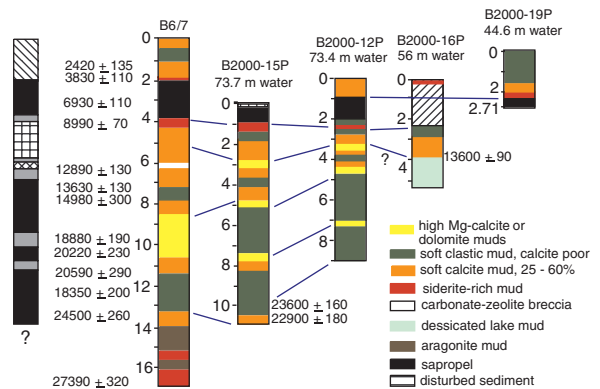 B6/7
B2000-15P
73.7 m water
B2000-12P
73.4 m water
B2000-16P
56 m water
B2000-19P
44.6 m water
2420 ± 135
3830 ± 110
6930 ± 110
8990 ± 70
12890 ± 130
13630 ± 130
14980 ± 300
18880 ± 190
20220 ± 230
20590 ± 290
18350 ± 200
24500 ± 260
27390 ± 320
?
0
2
4
6
8
10
12
14
16
0
2
4
6
8
10
23600 ± 160
22900 ± 180
0
2
4
6
8
0
2
4
?
13600 ± 90
0
2
2.71
high Mg-calcite or
dolomite muds
soft clastic mud, calcite poor
soft calcite mud, 25 - 60%
siderite-rich mud
carbonate-zeolite breccia
dessicated lake mud
aragonite mud
sapropel
disturbed sediment